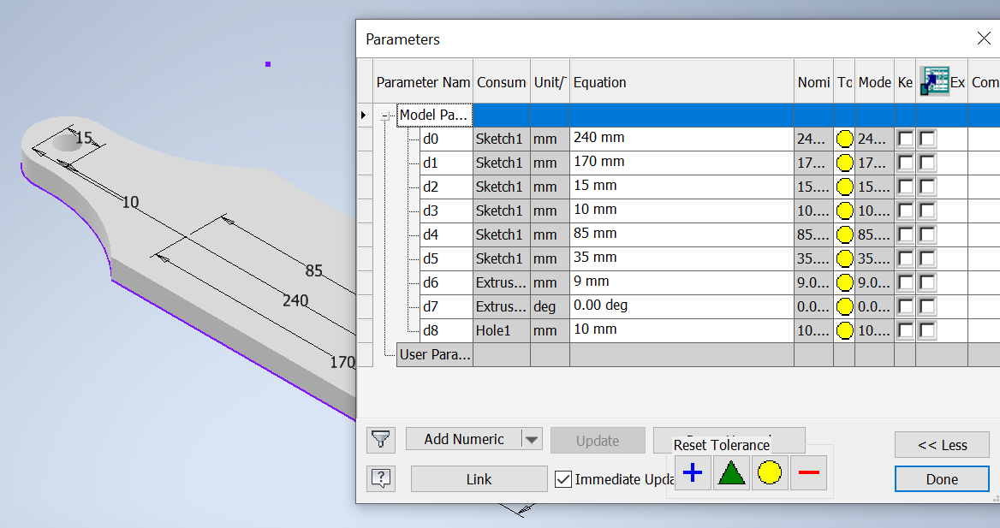 Parameters
Parameter Nam Consum Unit/ Equation Nomi To Mode Ke Ex Com
Model Pa...
d0 Sketch1 mm 240 mm 24... 24...
d1 Sketch1 mm 170 mm 17... 17...
d2 Sketch1 mm 15 mm 15.... 15....
d3 Sketch1 mm 10 mm 10.... 10....
d4 Sketch1 mm 85 mm 85.... 85....
d5 Sketch1 mm 35 mm 35.... 35....
d6 Extrus... mm 9 mm 9.0... 9.0...
d7 Extrus... deg 0.00 deg 0.0... 0.0...
d8 Hole1 mm 10 mm 10.... 10....
User Para...
15
10
85
240
170
Add Numeric
Update
Reset Tolerance
<< Less
Link
Immediate Upda
Done